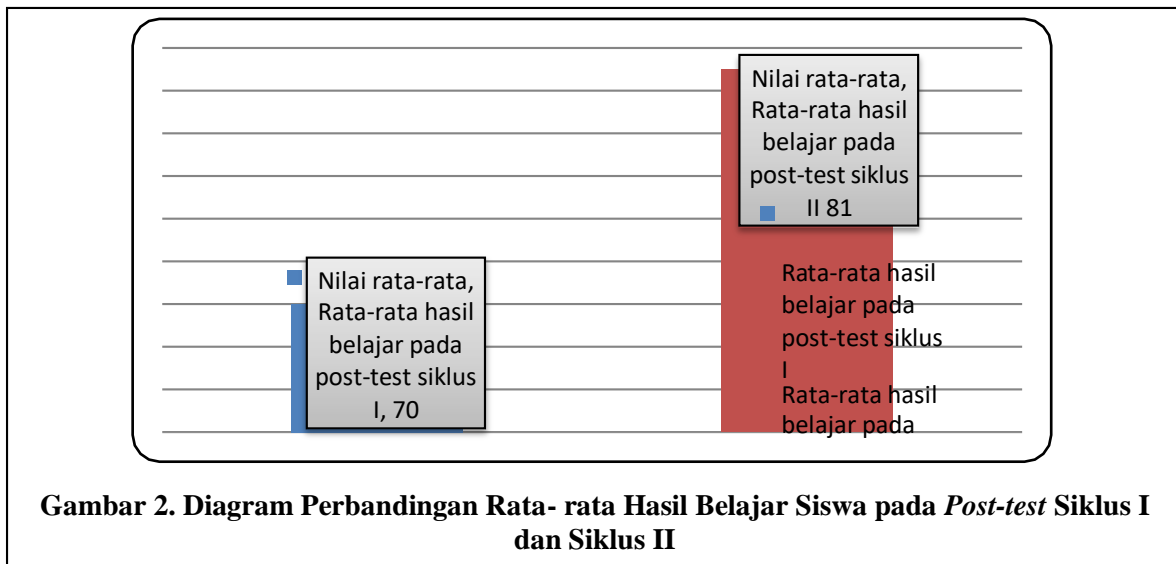 Nilai rata-rata,
Rata-rata hasil
belajar pada
post-test siklus
II 81
Nilai rata-rata,
Rata-rata hasil
belajar pada
post-test siklus
I, 70
Rata-rata hasil
belajar pada
post-test siklus
I
Rata-rata hasil
belajar pada
Gambar 2. Diagram Perbandingan Rata- rata Hasil Belajar Siswa pada Post-test Siklus I
dan Siklus II